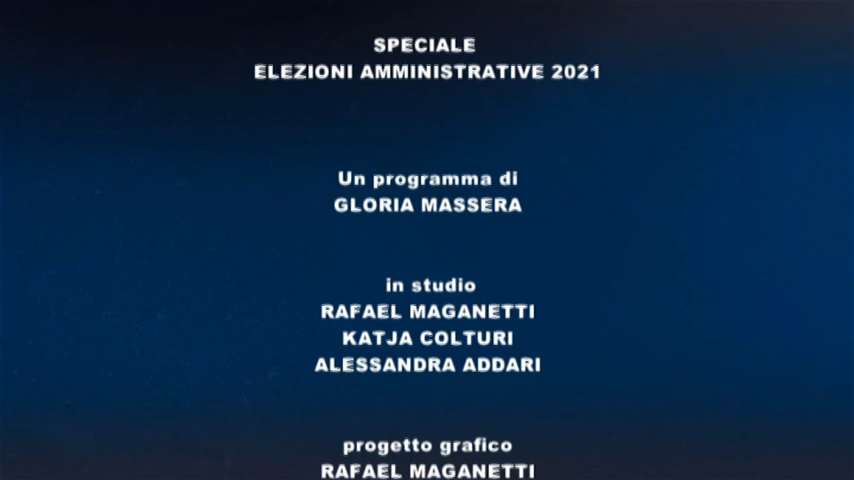 SPECIALE
ELEZIONI AMMINISTRATIVE 2021
Un programma di
GLORIA MASSERA
in studio
RAFAEL MAGANETTI
KATJA COLTURI
ALESSANDRA ADDARI
progetto grafico
RAFAEL MAGANETTI